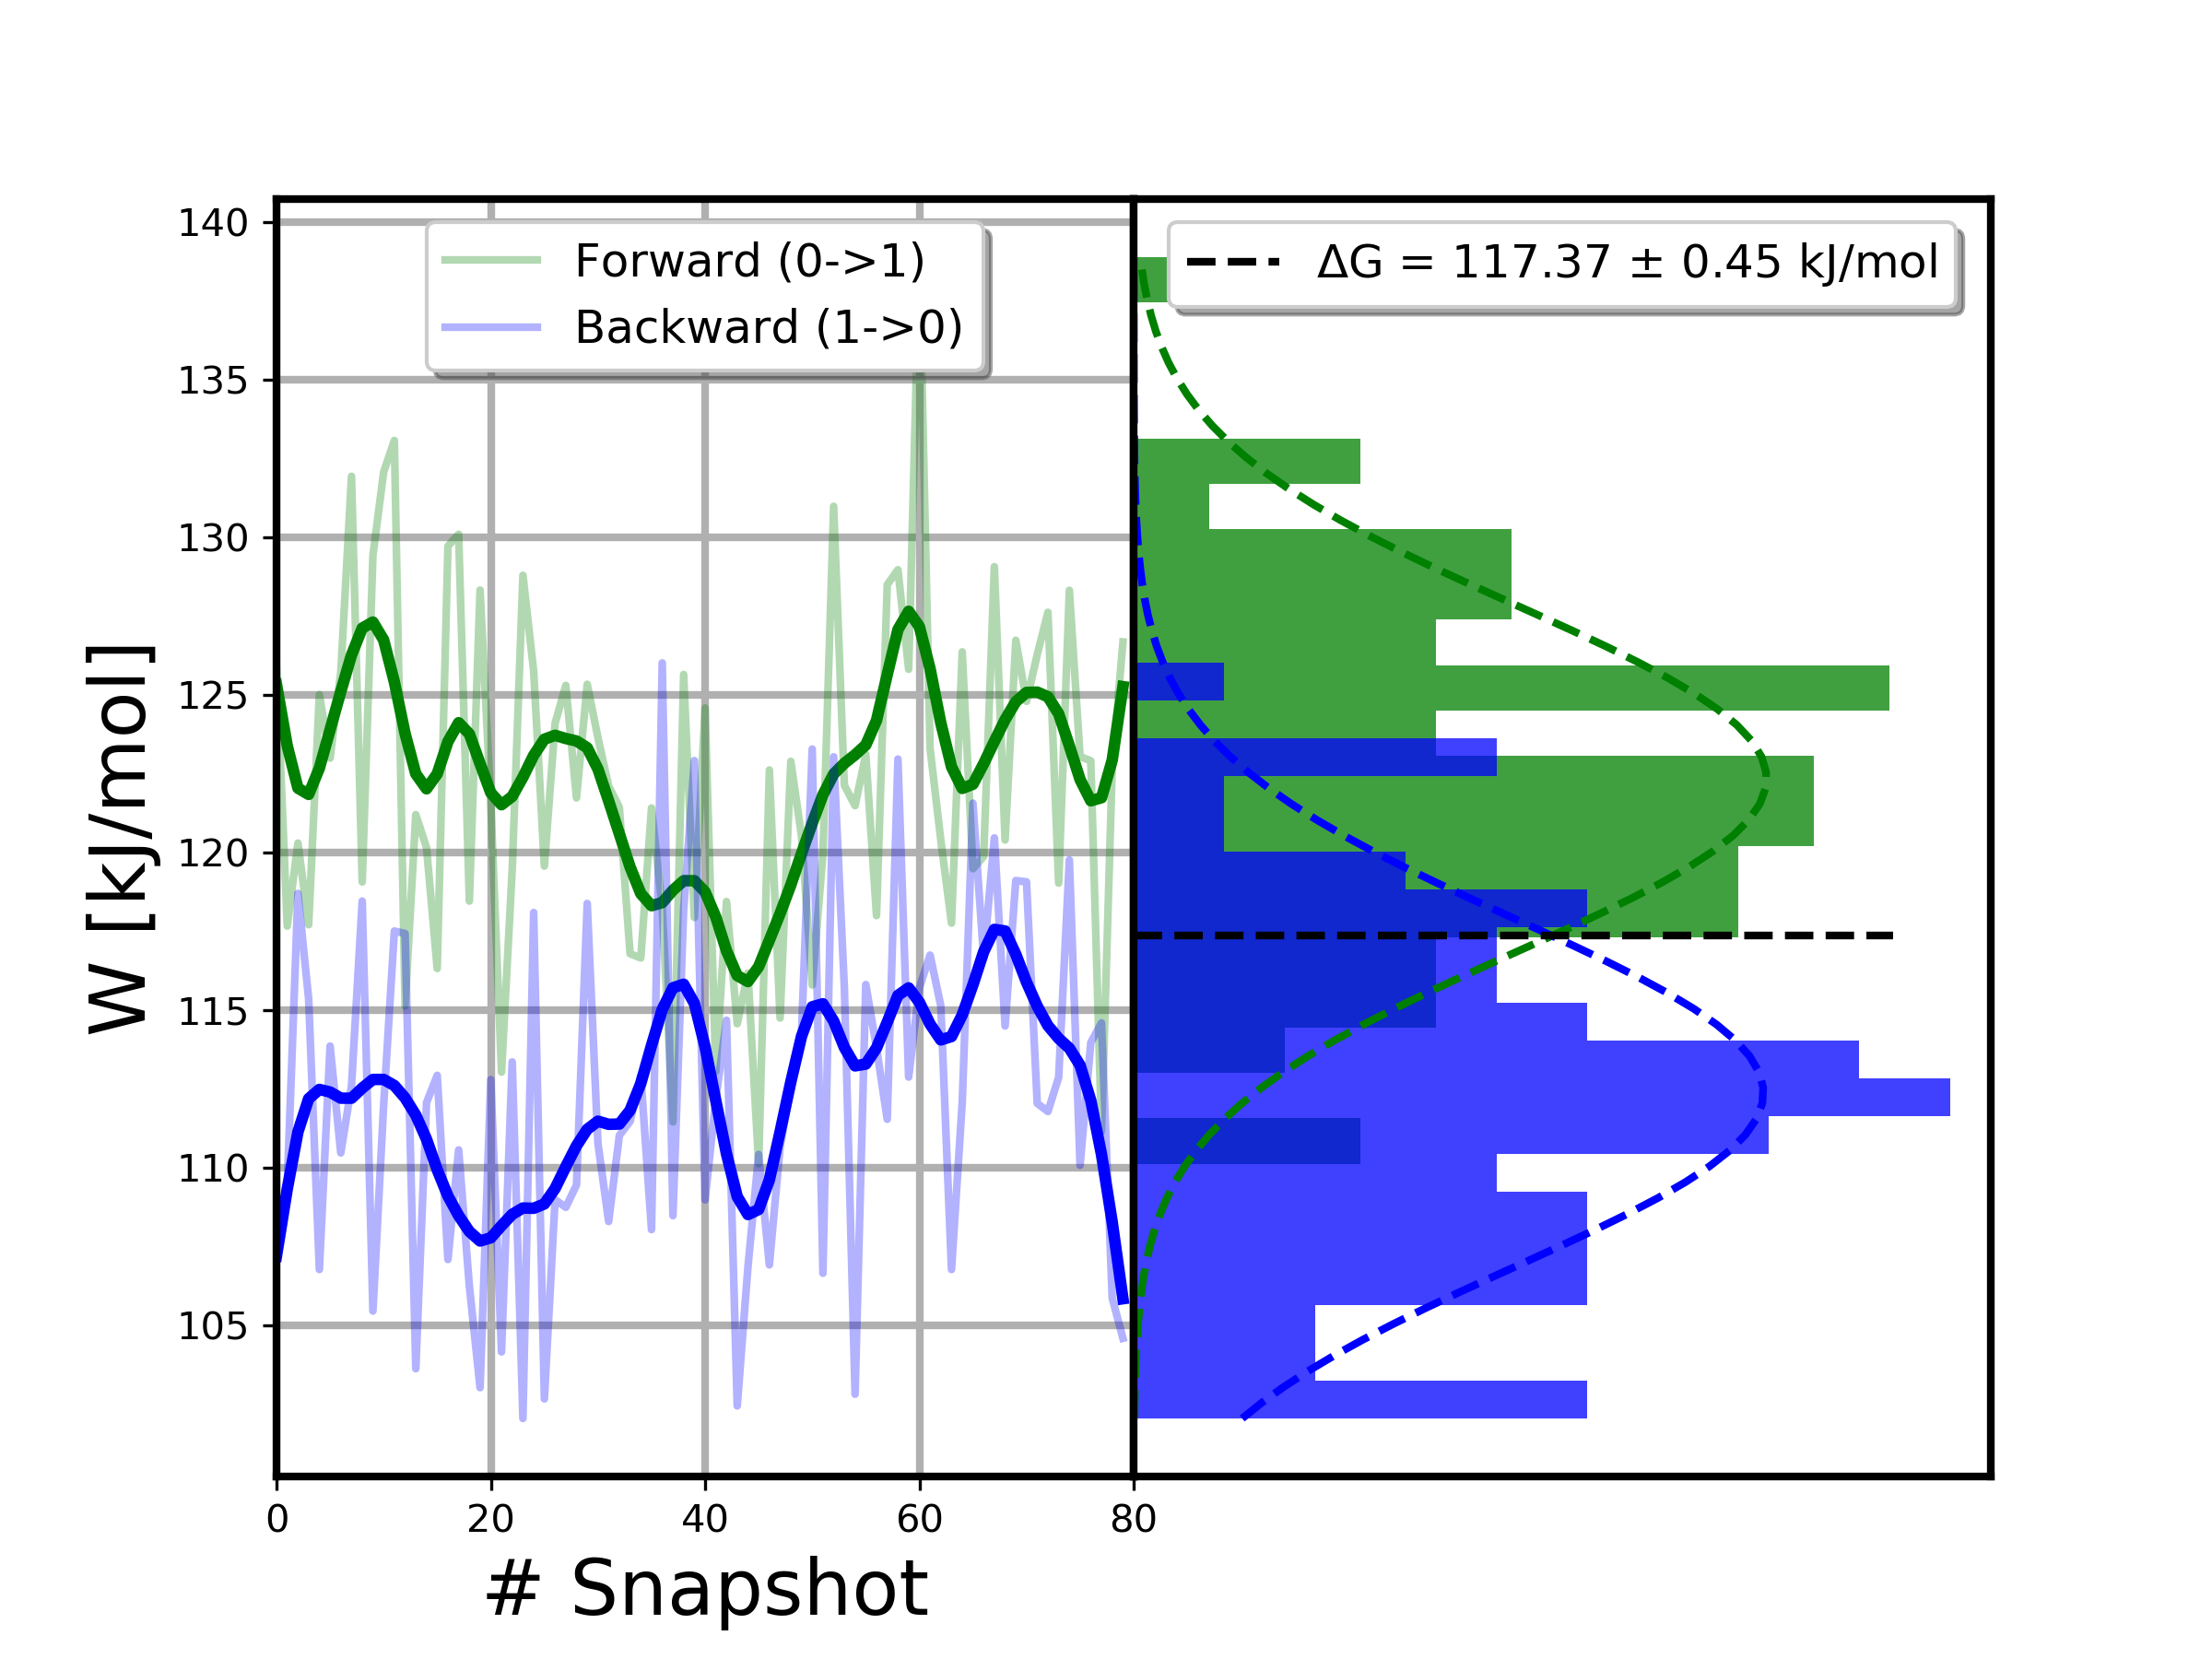 140
135
130
125
120
115
110
105
W [kJ/mol]
0
20
40
60
80
# Snapshot
Forward (0->1)
Backward (1->0)
ΔG = 117.37 ± 0.45 kJ/mol